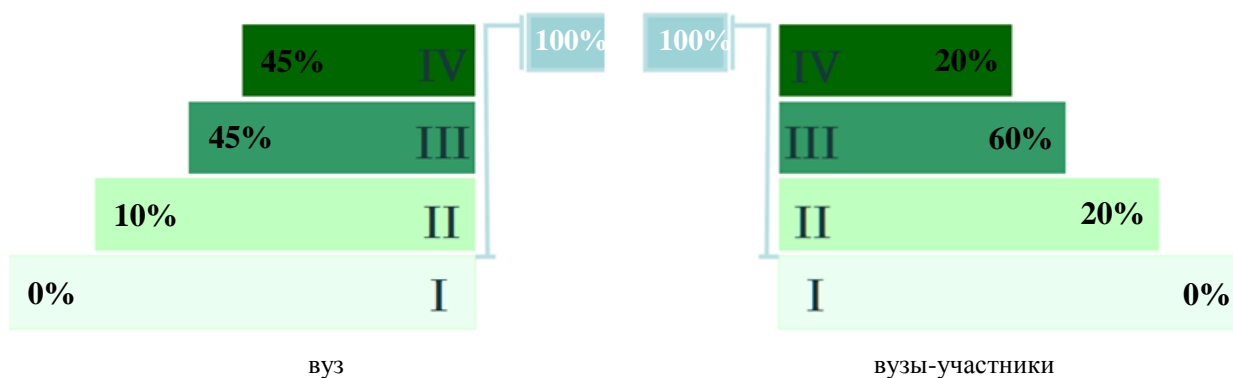 100% 100%
45% IV IV 20%
45% III III 60%
10% II II 20%
0% I I 0%
вуз вузы-участники